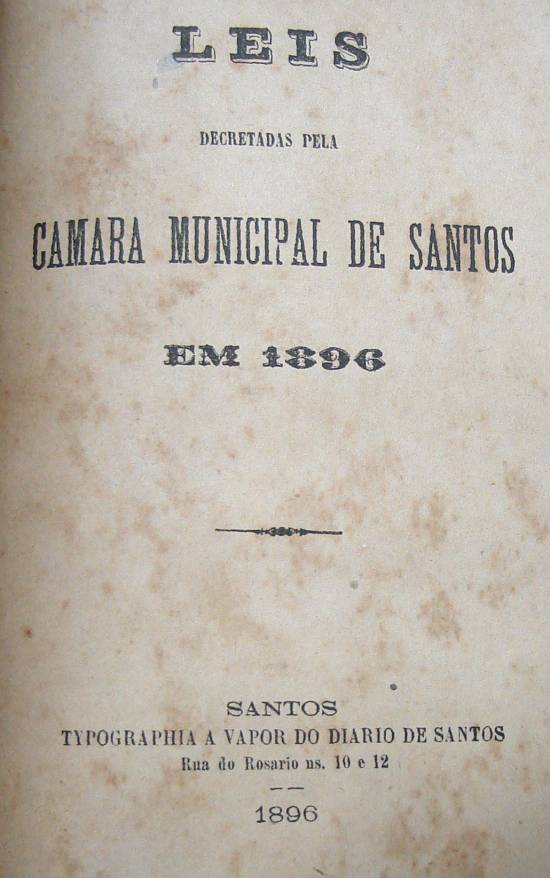 LEIS
DECRETADAS PELA
CAMARA MUNICIPAL DE SANTOS
EM 1896
SANTOS
TYPOGRAPHIA A VAPOR DO DIARIO DE SANTOS
Rua do Rosario ns. 10 e 12
1896